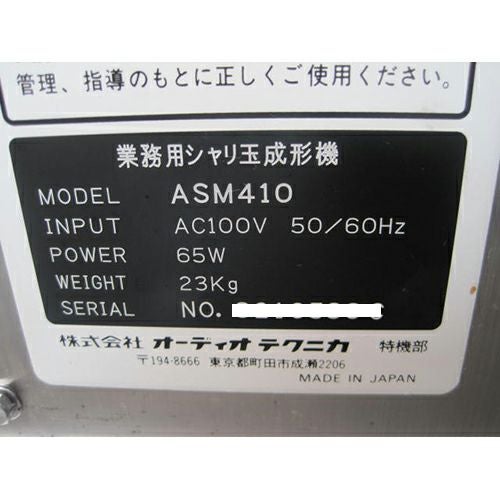 管理、指導のもとに正しくご使用ください。
業務用シャリ玉成形機
MODEL ASM410
INPUT AC100V 50/60Hz
POWER 65W
WEIGHT 23Kg
SERIAL NO.
株式会社 オーディオテクニカ 特機部
〒194-8666 東京都町田市成瀬2206
MADE IN JAPAN